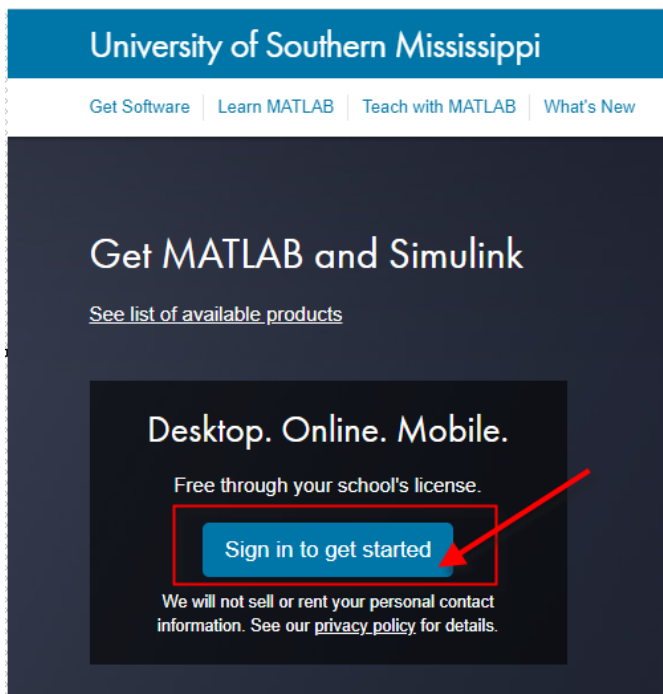 University of Southern Mississippi
Get Software Learn MATLAB Teach with MATLAB What's New
Get MATLAB and Simulink
See list of available products
Desktop. Online. Mobile.
Free through your school's license.
Sign in to get started
We will not sell or rent your personal contact
information. See our privacy policy for details.